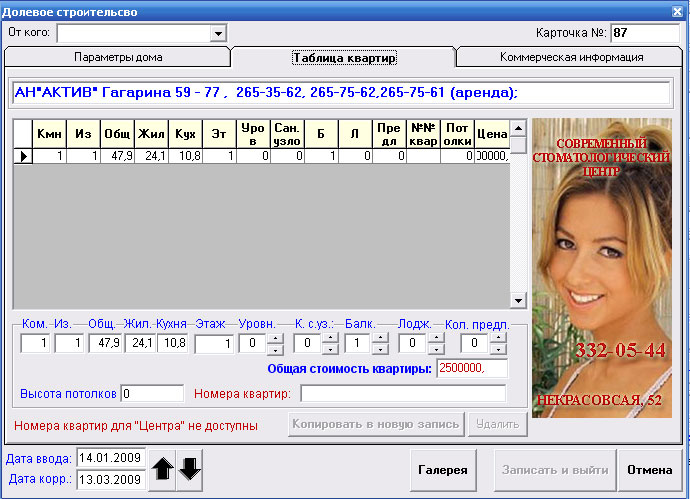 Долевое строительсво
От кого:
Карточка №: 87
Параметры дома
Таблица квартир
Коммерческая информация
АН"АКТИВ" Гагарина 59 - 77 , 265-35-62, 265-75-62,265-75-61 (аренда);
Кмн Из Общ Жил Кух Эт Уро в Сан. узло Б Л Пре дл №№ квар Пот олки Цена
1 1 47,9 24,1 10,8 1 0 0 1 0 0 0 00000,
СОВРЕМЕННЫЙ
СТОМАТОЛОГИЧЕСКИЙ
ЦЕНТР
332-05-44
НЕКРАСОВСАЯ, 52
Ком. Из. Общ. Жил. Кухня Этаж Уровн. К. с.уз.: Балк. Лодж. Кол. предл.
1 1 47,9 24,1 10,8 1 0 0 1 0 0
Общая стоимость квартиры: 2500000,
Высота потолков 0 Номера квартир:
Номера квартир для "Центра" не доступны
Копировать в новую запись
Удалить
Дата ввода: 14.01.2009
Дата корр.: 13.03.2009
Галерея
Записать и выйти
Отмена